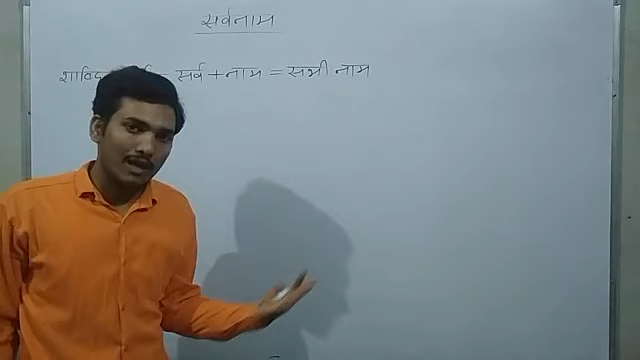 सर्वनाम
= सर्व + नाम = सभी नाम